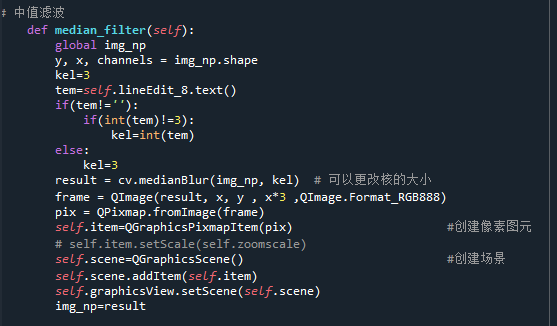 # 中值滤波
def median_filter(self):
global img_np
y, x, channels = img_np.shape
kel=3
tem=self.lineEdit_8.text()
if(tem!=''):
if(int(tem)!=3):
kel=int(tem)
else:
kel=3
result = cv.medianBlur(img_np, kel)  # 可以更改核的大小
frame = QImage(result, x, y , x*3 ,QImage.Format_RGB888)
pix = QPixmap.fromImage(frame)
self.item=QGraphicsPixmapItem(pix) #创建像素图元
# self.item.setScale(self.zoomscale)
self.scene=QGraphicsScene() #创建场景
self.scene.addItem(self.item)
self.graphicsView.setScene(self.scene)
img_np=result